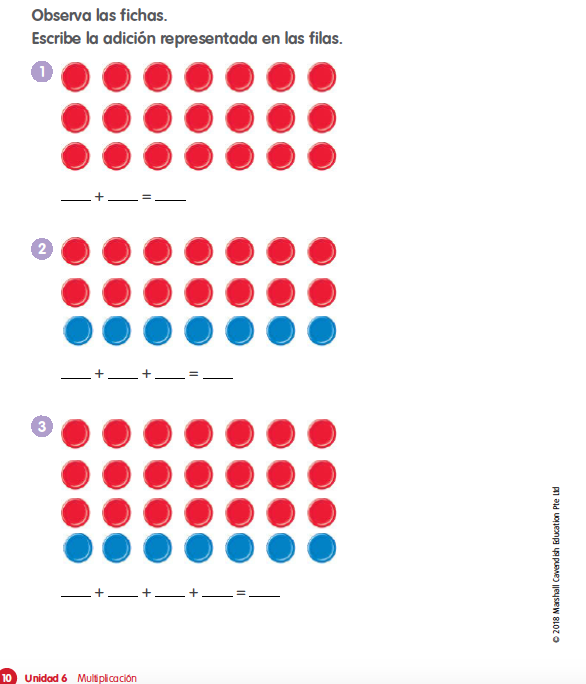 Observa las fichas.
Escribe la adición representada en las filas.
1
___ + ___ = ___
2
___ + ___ + ___ = ___
3
___ + ___ + ___ + ___ = ___
© 2018 Marshall Cavendish Education Pte Ltd
10 Unidad 6 Multiplicación